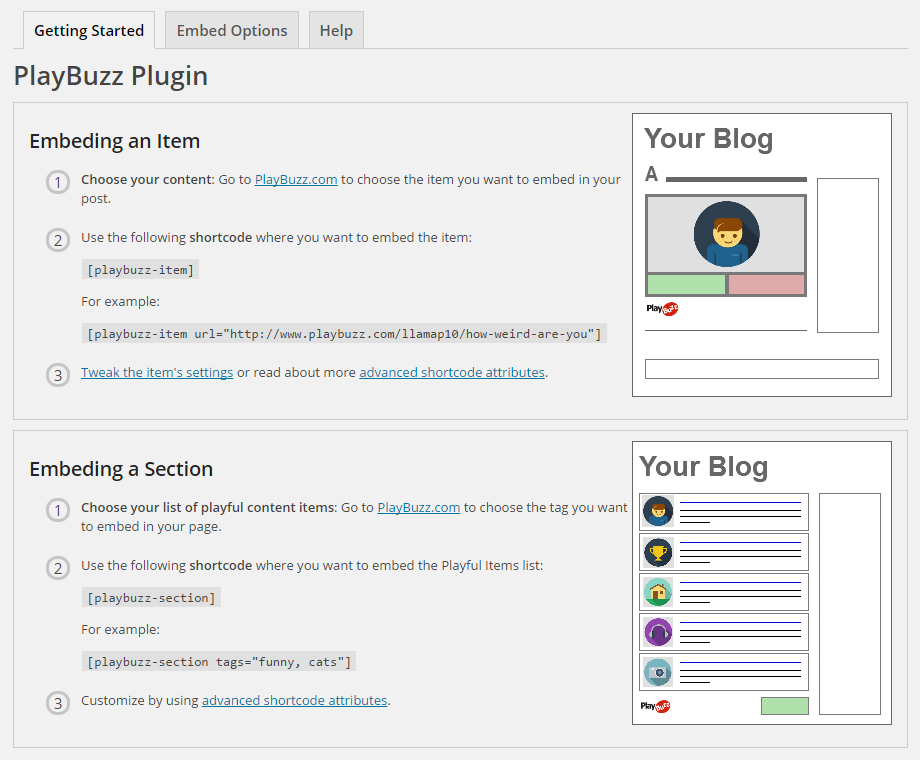 Getting Started
Embed Options
Help
PlayBuzz Plugin
Embeding an Item
1
Choose your content: Go to PlayBuzz.com to choose the item you want to embed in your
post.
2
Use the following shortcode where you want to embed the item:
[playbuzz-item]
For example:
[playbuzz-item url="http://www.playbuzz.com/llamap10/how-weird-are-you"]
3
Tweak the item's settings or read about more advanced shortcode attributes.
Your Blog
A
Play Buzz
Embeding a Section
1
Choose your list of playful content items: Go to PlayBuzz.com to choose the tag you want
to embed in your page.
2
Use the following shortcode where you want to embed the Playful Items list:
[playbuzz-section]
For example:
[playbuzz-section tags="funny, cats"]
3
Customize by using advanced shortcode attributes.
Your Blog
Play Buzz